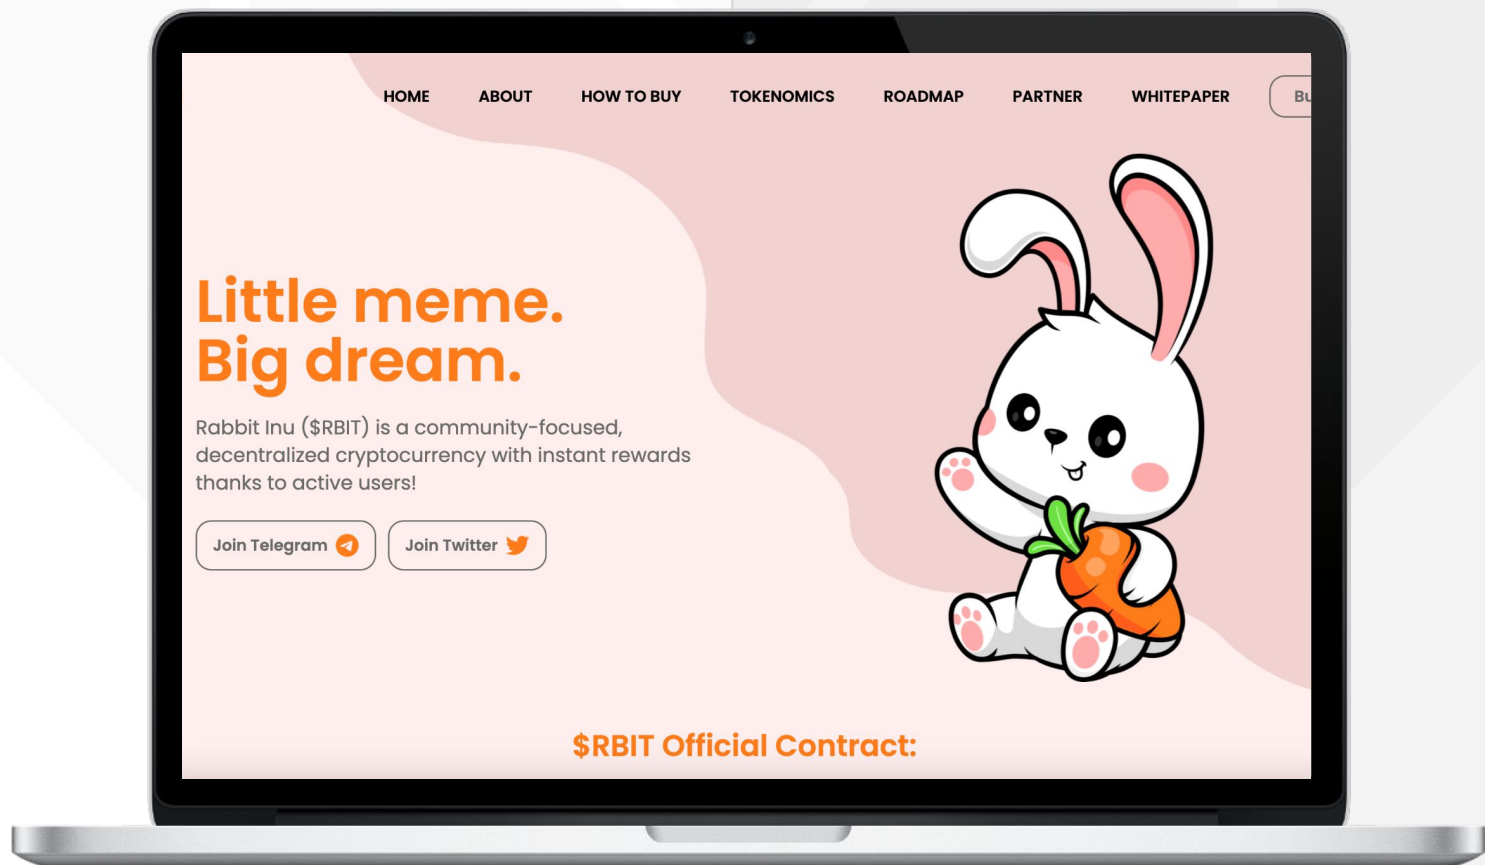 HOME ABOUT HOW TO BUY TOKENOMICS ROADMAP PARTNER WHITEPAPER
Little meme.
Big dream.
Rabbit Inu ($RBIT) is a community-focused,
decentralized cryptocurrency with instant rewards
thanks to active users!
Join Telegram Join Twitter
$RBIT Official Contract: